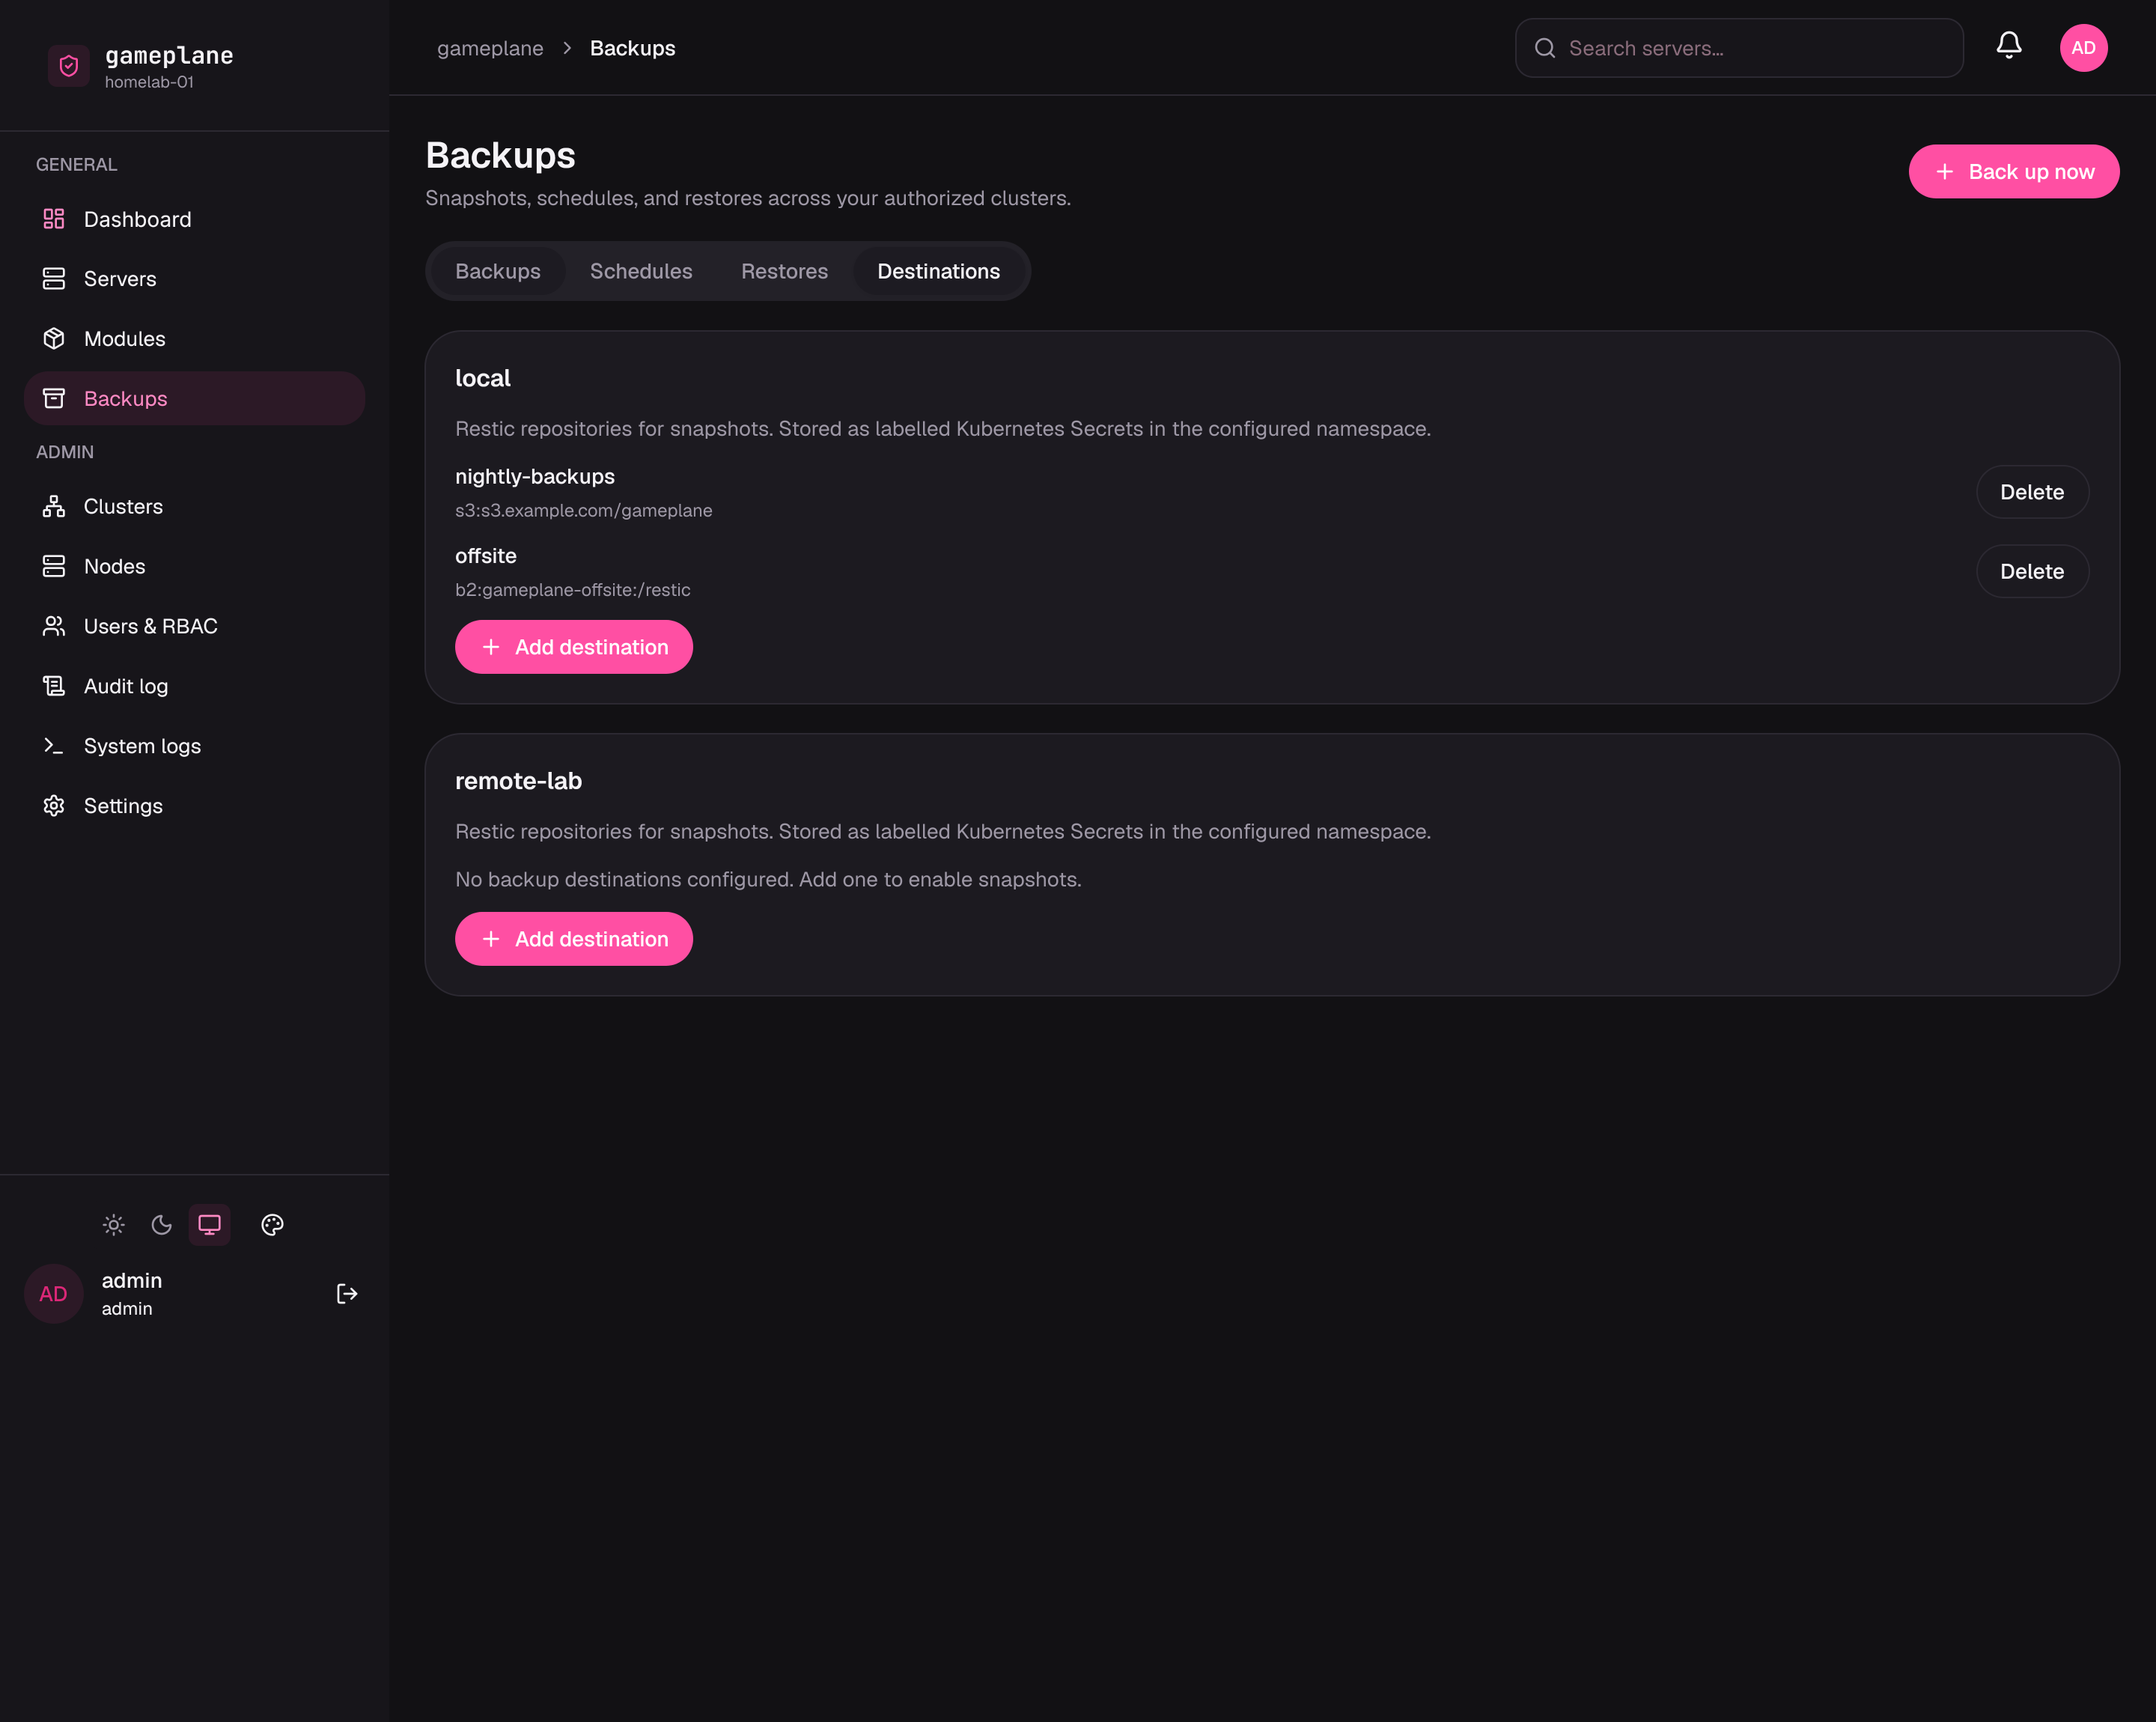 gameplane
homelab-01
GENERAL
Dashboard
Servers
Modules
Backups
ADMIN
Clusters
Nodes
Users & RBAC
Audit log
System logs
Settings
AD
admin
admin
gameplane > Backups
Search servers...
AD
Backups
Snapshots, schedules, and restores across your authorized clusters.
Back up now
Backups Schedules Restores Destinations
local
Restic repositories for snapshots. Stored as labelled Kubernetes Secrets in the configured namespace.
nightly-backups
s3:s3.example.com/gameplane
Delete
offsite
b2:gameplane-offsite:/restic
Delete
Add destination
remote-lab
Restic repositories for snapshots. Stored as labelled Kubernetes Secrets in the configured namespace.
No backup destinations configured. Add one to enable snapshots.
Add destination